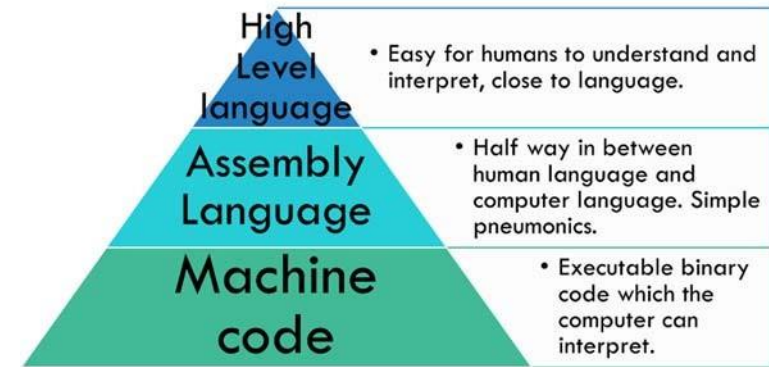 High
Level
language
• Easy for humans to understand and
interpret, close to language.
Assembly
Language
• Half way in between
human language and
computer language. Simple
pneumonics.
Machine
code
• Executable binary
code which the
computer can
interpret.